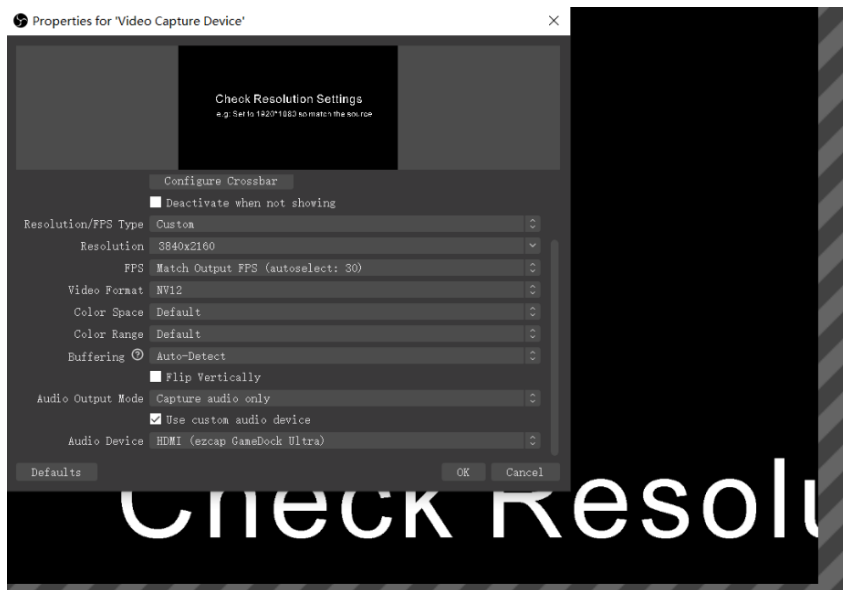 Properties for 'Video Capture Device'
Check Resolution Settings
e.g: Set to 1920*1080 so match the source
Configure Crossbar
Deactivate when not showing
Resolution/FPS Type Custom
Resolution 3840x2160
FPS Match Output FPS (autoselect: 30)
Video Format NV12
Color Space Default
Color Range Default
Buffering ? Auto-Detect
Flip Vertically
Audio Output Mode Capture audio only
Use custom audio device
Audio Device HDMI (ezcap GameDock Ultra)
Defaults OK Cancel
Check Resolu